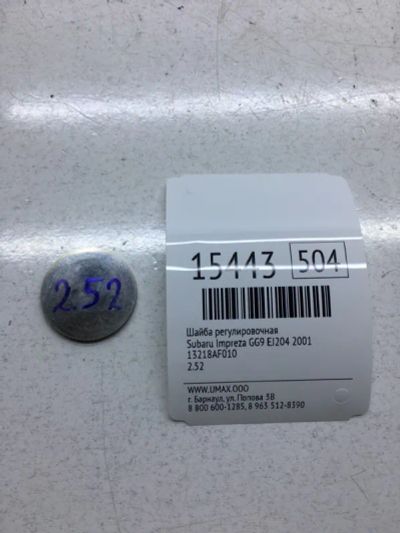 2.52
15443 504
Шайба регулировочная
Subaru Impreza GG9 EJ204 2001
13218AF010
2.52
WWW.UMAX.OOO
г. Барнаул, ул. Попова 3В
8 800 600-1285, 8 963 512-8390